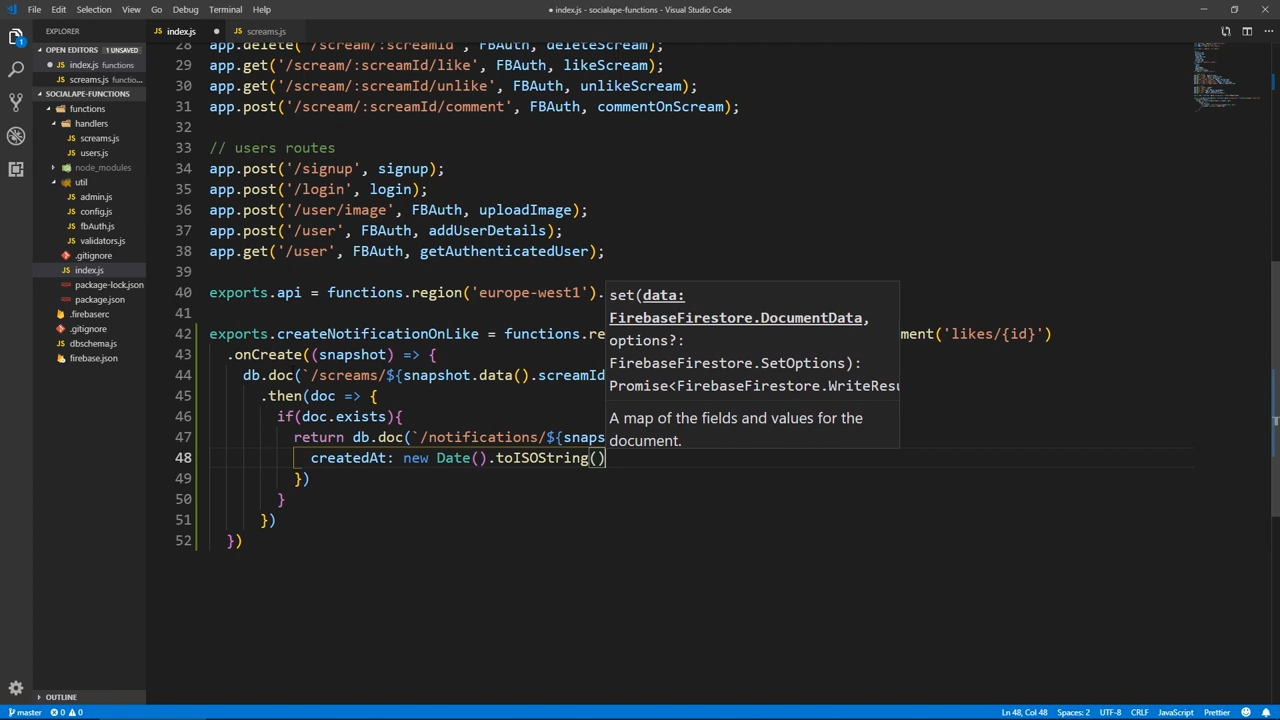 File Edit Selection View Go Debug Terminal Help
● index.js - socialape-functions - Visual Studio Code
EXPLORER
index.js ●
screams.js
OPEN EDITORS 1 UNSAVED
● index.js functions
screams.js functio...
SOCIALAPE-FUNCTIONS
functions
handlers
screams.js
users.js
node_modules
util
admin.js
config.js
fbAuth.js
validators.js
.gitignore
index.js
package-lock.json
package.json
.firebaserc
.gitignore
dbschema.js
firebase.json
OUTLINE
28 app.delete('/scream/:screamId', FBAuth, deleteScream);
29 app.get('/scream/:screamId/like', FBAuth, likeScream);
30 app.get('/scream/:screamId/unlike', FBAuth, unlikeScream);
31 app.post('/scream/:screamId/comment', FBAuth, commentOnScream);
32
33 // users routes
34 app.post('/signup', signup);
35 app.post('/login', login);
36 app.post('/user/image', FBAuth, uploadImage);
37 app.post('/user', FBAuth, addUserDetails);
38 app.get('/user', FBAuth, getAuthenticatedUser);
39
40 exports.api = functions.region('europe-west1').
41
42 exports.createNotificationOnLike = functions.re ument('likes/{id}')
43 .onCreate((snapshot) => {
44 db.doc(`/screams/${snapshot.data().screamId
45 .then(doc => {
46 if(doc.exists){
47 return db.doc(`/notifications/${snaps
48 createdAt: new Date().toISOString()
49 })
50 }
51 })
52 })
set(data:
FirebaseFirestore.DocumentData,
options?:
FirebaseFirestore.SetOptions):
Promise<FirebaseFirestore.WriteResu
A map of the fields and values for the
document.
master 0 0
Ln 48, Col 48 Spaces: 2 UTF-8 CRLF JavaScript Prettier
1